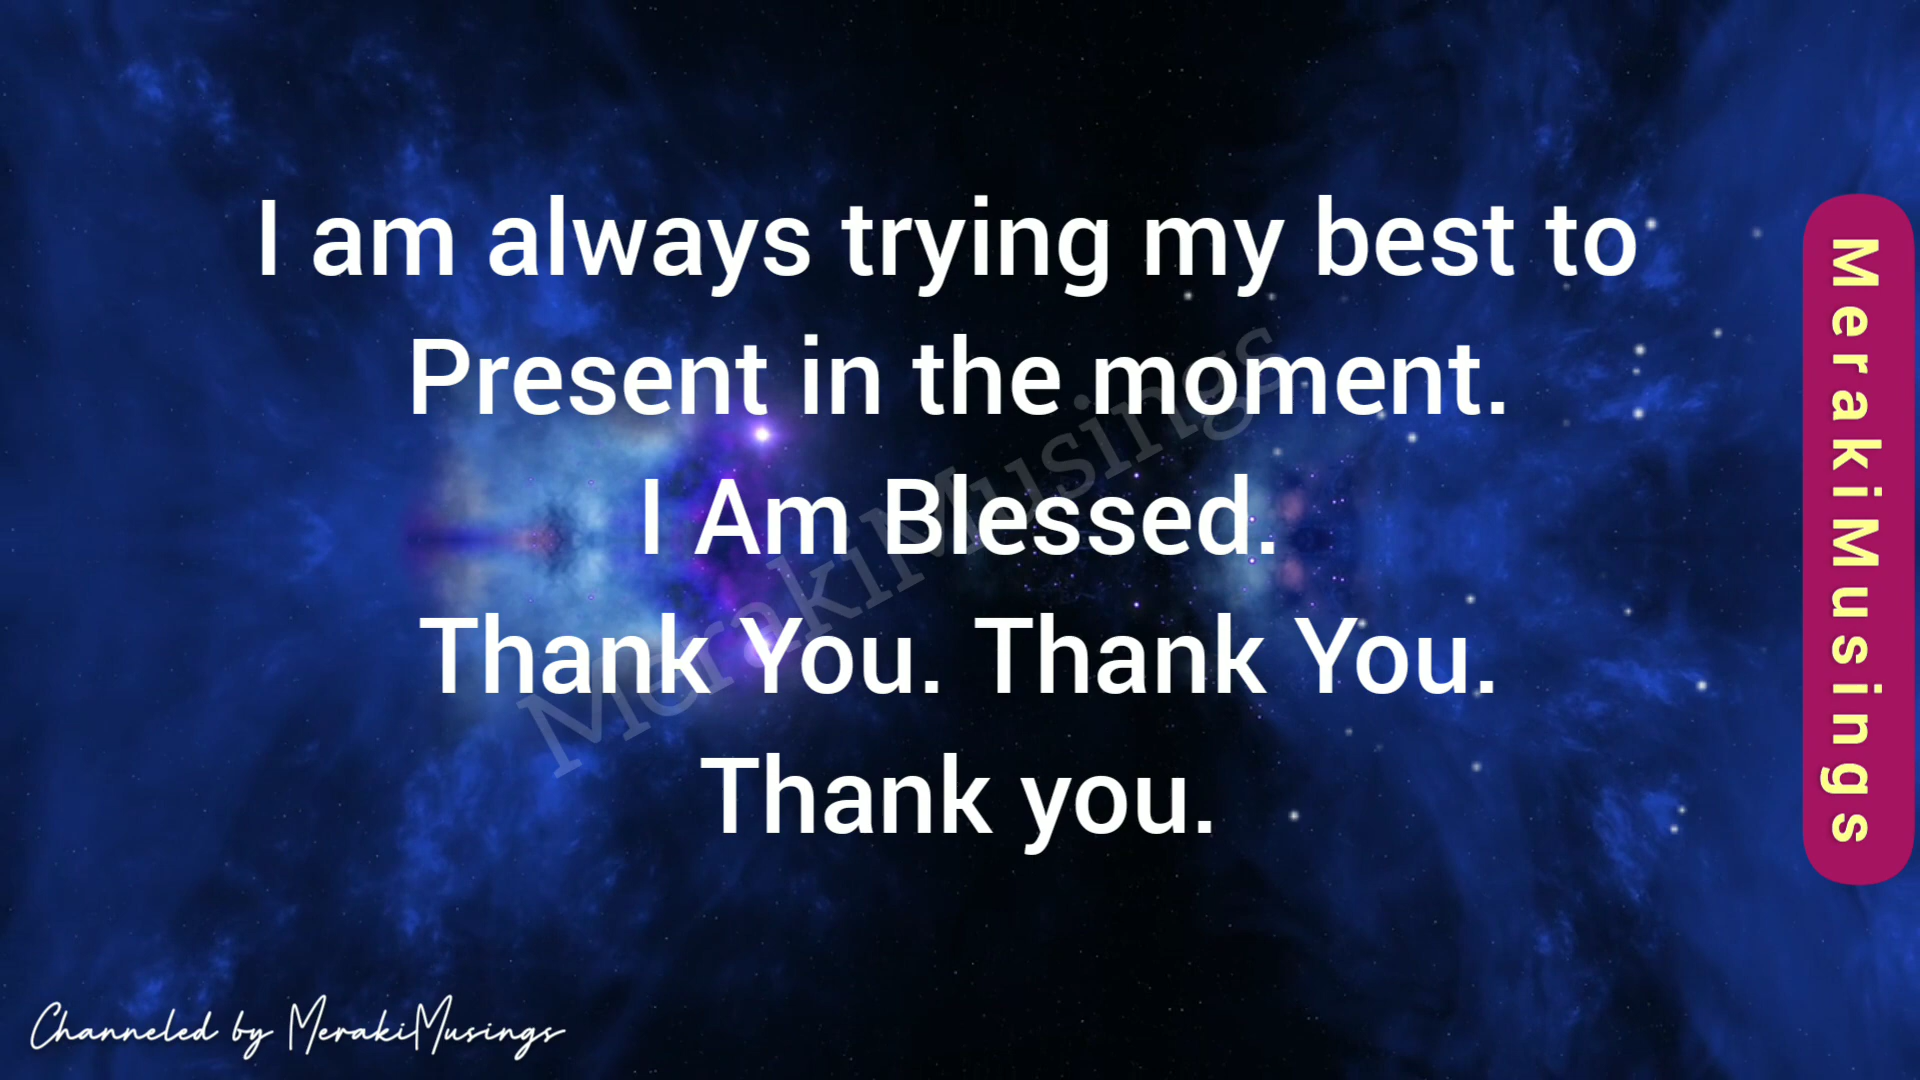 I am always trying my best to
Present in the moment.
I Am Blessed.
Thank You. Thank You.
Thank you.
MerakiMusings
MerakiMusings
Channeled by MerakiMusings